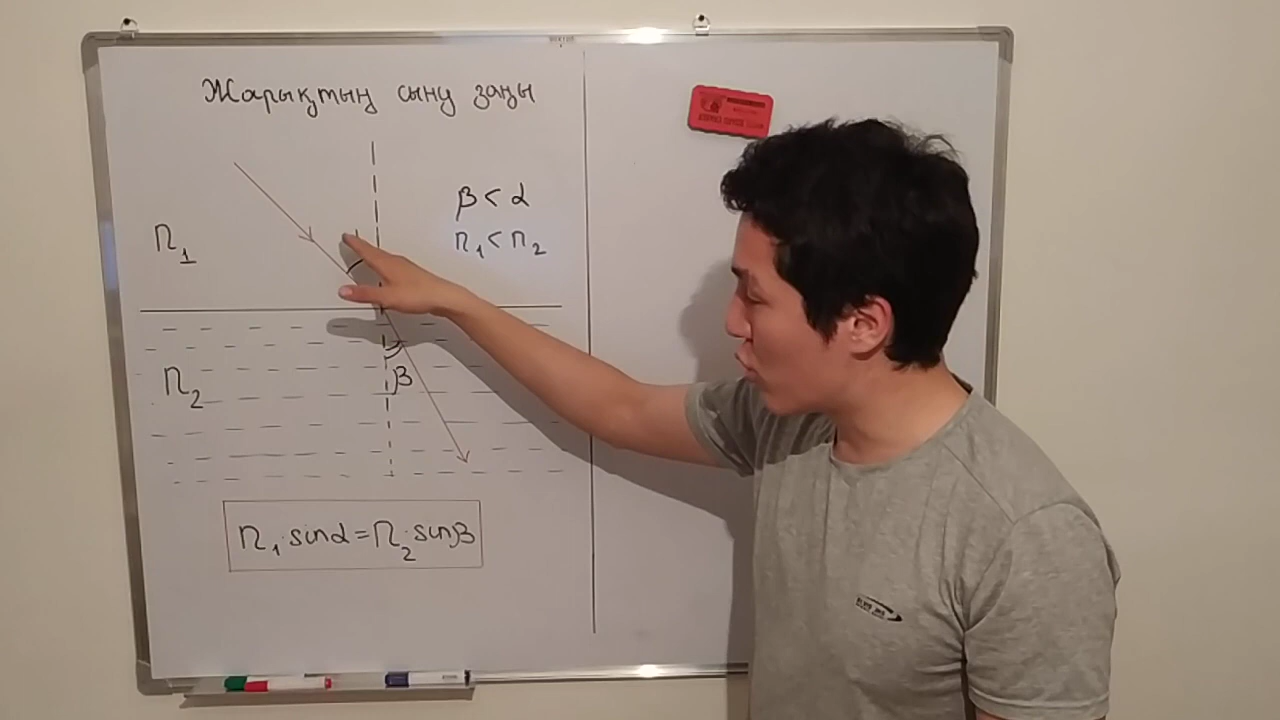 Жарықтың сыну заңы
β < α
n₁ < n₂
n₁
n₂
β
n₁·sinα = n₂·sinβ